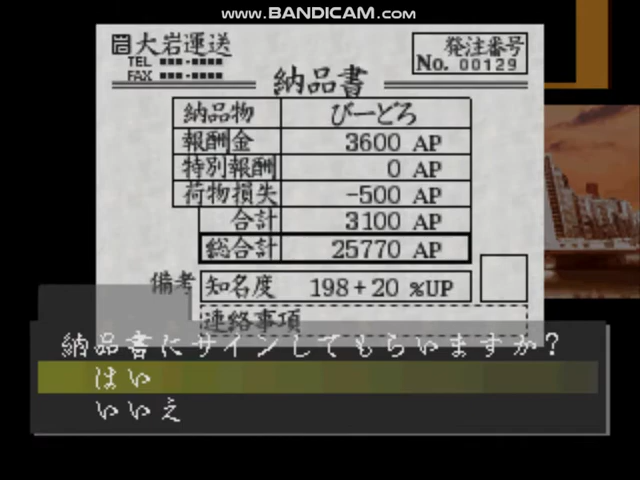 www.BANDICAM.com
大岩運送
TEL ■■■-■■■■
FAX ■■■-■■■■
発注番号
No. 00129
納品書
納品物 びーどろ
報酬金 3600 AP
特別報酬 0 AP
荷物損失 -500 AP
合計 3100 AP
総合計 25770 AP
備考 知名度 198+20 %UP
連絡事項
納品書にサインしてもらいますか?
はい
いいえ